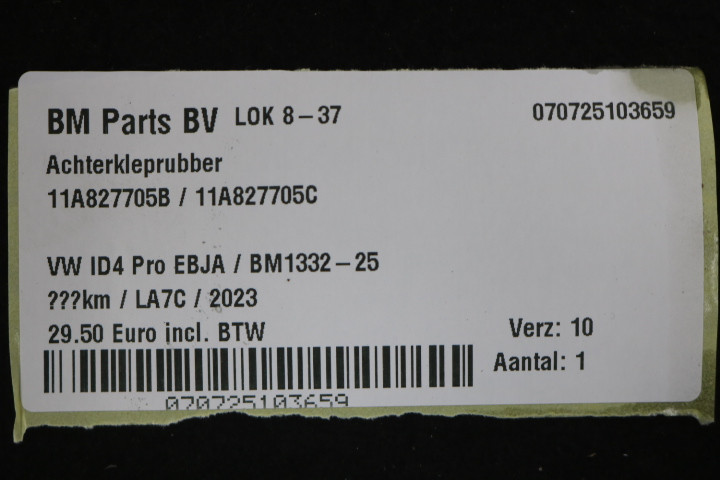 BM Parts BV LOK 8-37 070725103659
Achterkleprubber
11A827705B / 11A827705C
VW ID4 Pro EBJA / BM1332-25
???km / LA7C / 2023
29.50 Euro incl. BTW Verz: 10
Aantal: 1
070725103659